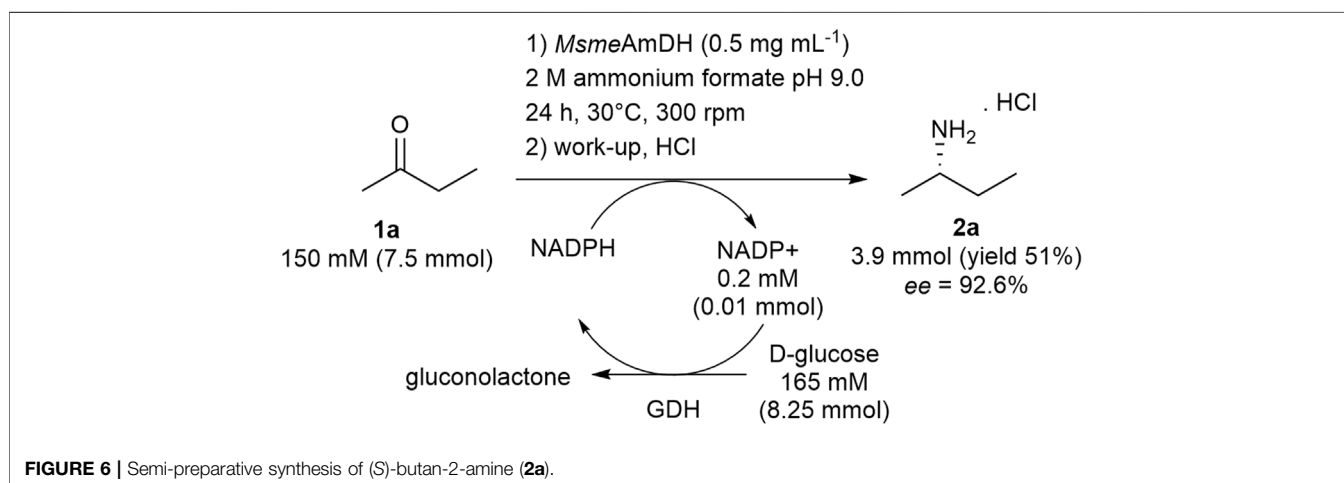 1) MsmeAmDH (0.5 mg mL-1)
2 M ammonium formate pH 9.0
24 h, 30°C, 300 rpm
2) work-up, HCl
O
1a
150 mM (7.5 mmol)
NADPH
NADP+
0.2 mM
(0.01 mmol)
. HCl
NH2
2a
3.9 mmol (yield 51%)
ee = 92.6%
gluconolactone
GDH
D-glucose
165 mM
(8.25 mmol)
FIGURE 6 | Semi-preparative synthesis of (S)-butan-2-amine (2a).